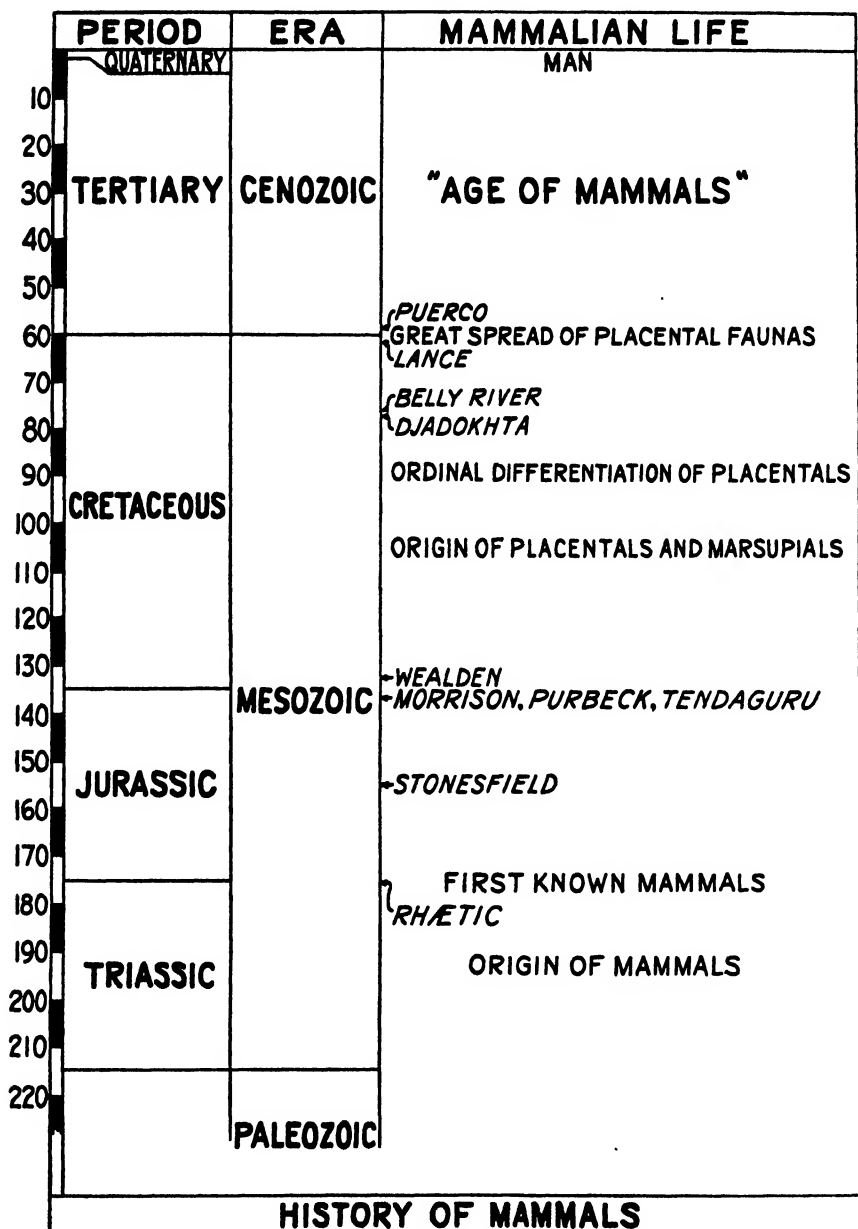 PERIOD ERA MAMMALIAN LIFE
QUATERNARY MAN
10
20
TERTIARY CENOZOIC "AGE OF MAMMALS"
30
40
50
PUERCO
60 GREAT SPREAD OF PLACENTAL FAUNAS
LANCE
70
BELLY RIVER
80 DJADOKHTA
90 ORDINAL DIFFERENTIATION OF PLACENTALS
CRETACEOUS
100
ORIGIN OF PLACENTALS AND MARSUPIALS
110
120
130 WEALDEN
MESOZOIC MORRISON, PURBECK, TENDAGURU
140
150
JURASSIC STONESFIELD
160
170
FIRST KNOWN MAMMALS
180 RHÆTIC
190
TRIASSIC ORIGIN OF MAMMALS
200
210
220
PALEOZOIC
HISTORY OF MAMMALS